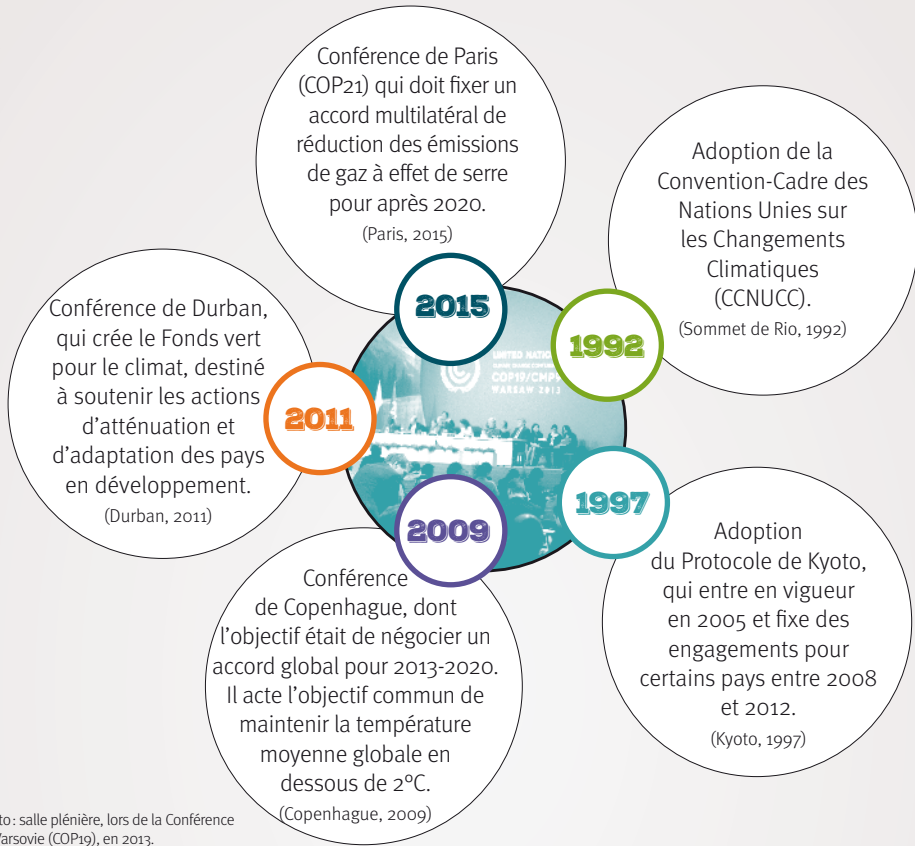 Conférence de Paris
(COP21) qui doit fixer un
accord multilatéral de
réduction des émissions
de gaz à effet de serre
pour après 2020.
(Paris, 2015)
2015
Adoption de la
Convention-Cadre des
Nations Unies sur
les Changements
Climatiques
(CCNUCC).
(Sommet de Rio, 1992)
1992
Adoption
du Protocole de Kyoto,
qui entre en vigueur
en 2005 et fixe des
engagements pour
certains pays entre 2008
et 2012.
(Kyoto, 1997)
1997
2009
Conférence
de Copenhague, dont
l'objectif était de négocier un
accord global pour 2013-2020.
Il acte l'objectif commun de
maintenir la température
moyenne globale en
dessous de 2°C.
(Copenhague, 2009)
2011
Conférence de Durban,
qui crée le Fonds vert
pour le climat, destiné
à soutenir les actions
d'atténuation et
d'adaptation des pays
en développement.
(Durban, 2011)
UNITED
COP19/CMP
WARSAW 2013
to : salle plénière, lors de la Conférence
arsovie (COP19), en 2013.